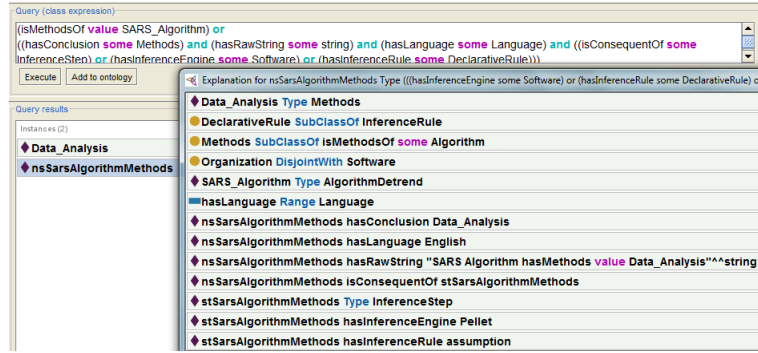 Query (class expression)
(isMethodsOf value SARS_Algorithm) or
((hasConclusion some Methods) and (hasRawString some string) and (hasLanguage some Language) and ((isConsequentOf some
InferenceStep) or (hasInferenceEngine some Software) or (hasInferenceRule some DeclarativeRule)))
Execute Add to ontology
Explanation for nsSarsAlgorithmMethods Type (((hasInferenceEngine some Software) or (hasInferenceRule some DeclarativeRule) o
Query results
Instances (2)
Data_Analysis
nsSarsAlgorithmMethods
Data_Analysis Type Methods
DeclarativeRule SubClassOf InferenceRule
Methods SubClassOf isMethodsOf some Algorithm
Organization DisjointWith Software
SARS_Algorithm Type AlgorithmDetrend
hasLanguage Range Language
nsSarsAlgorithmMethods hasConclusion Data_Analysis
nsSarsAlgorithmMethods hasLanguage English
nsSarsAlgorithmMethods hasRawString "SARS Algorithm hasMethods value Data_Analysis"^^string
nsSarsAlgorithmMethods isConsequentOf stSarsAlgorithmMethods
stSarsAlgorithmMethods Type InferenceStep
stSarsAlgorithmMethods hasInferenceEngine Pellet
stSarsAlgorithmMethods hasInferenceRule assumption